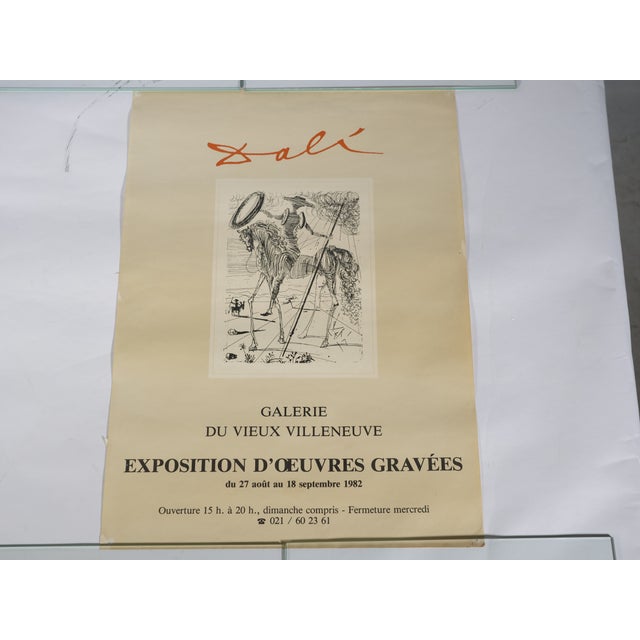 Dalí
GALERIE
DU VIEUX VILLENEUVE
EXPOSITION D'ŒUVRES GRAVÉES
du 27 août au 18 septembre 1982
Ouverture 15 h. à 20 h., dimanche compris - Fermeture mercredi
☎ 021 / 60 23 61